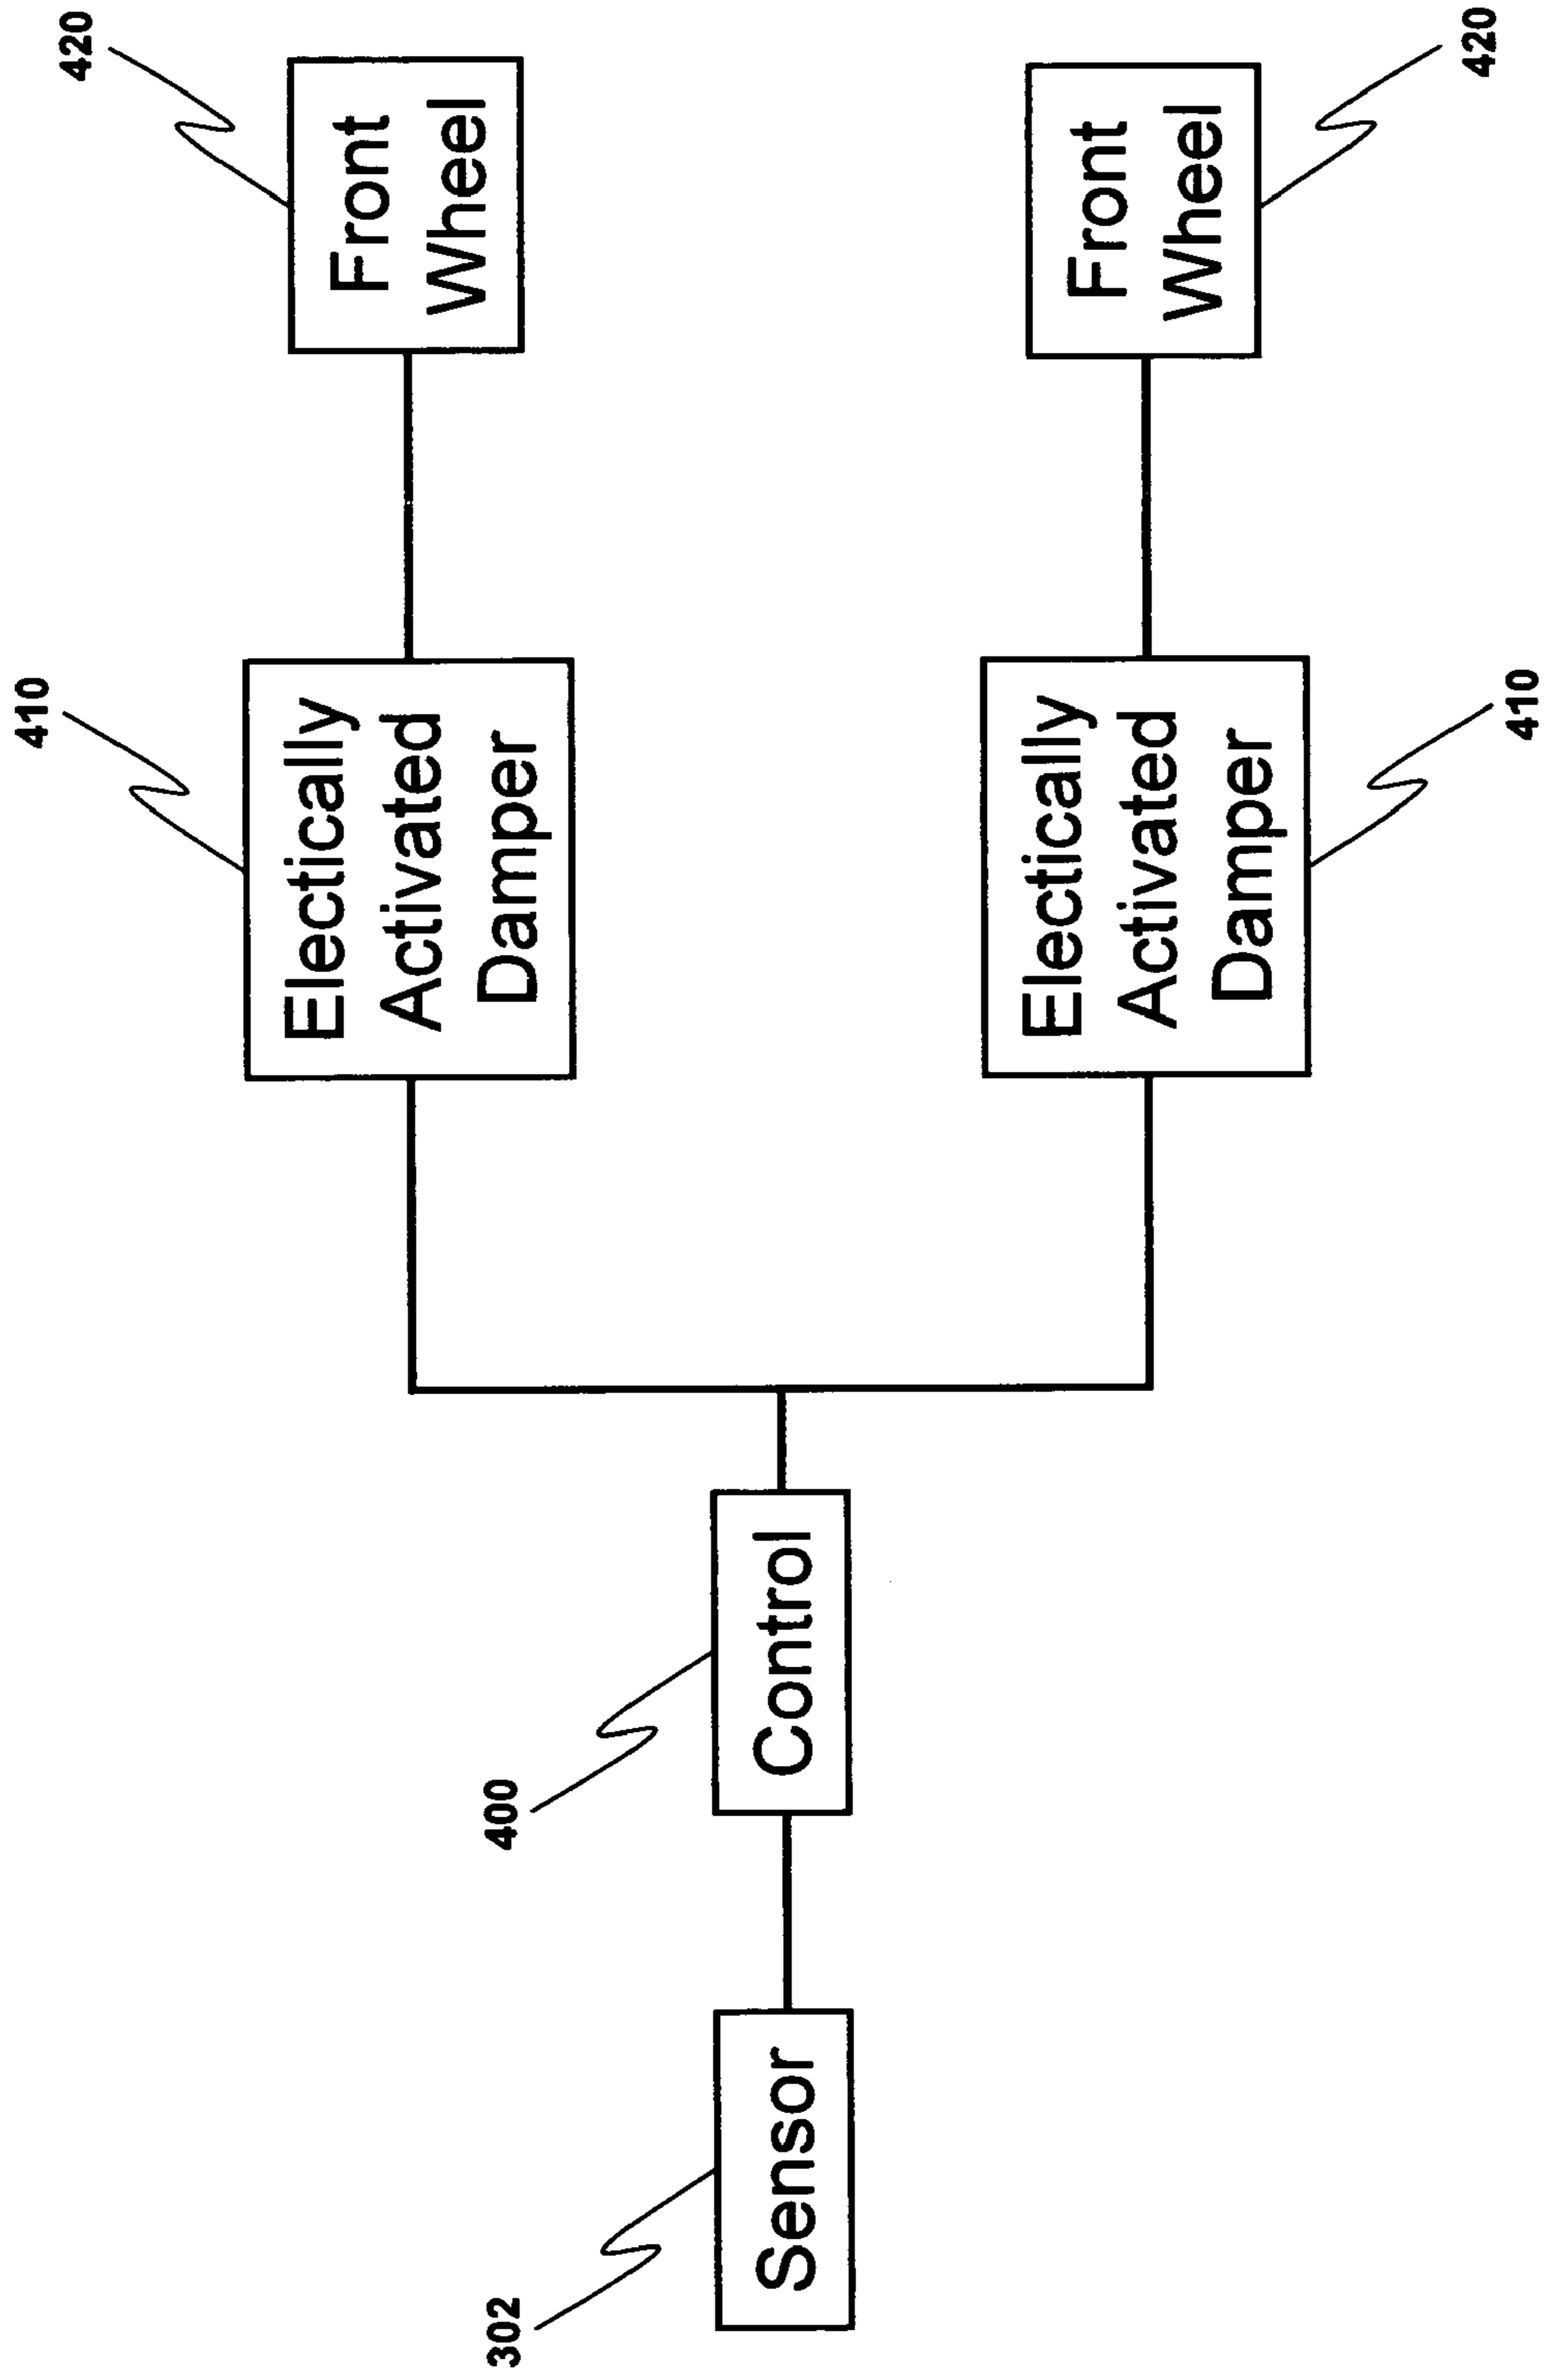 302
Sensor
400
Control
410
Electically
Activated
Damper
420
Front
Wheel
Electically
Activated
Damper
410
Front
Wheel
420